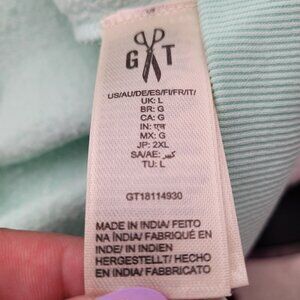 G T
US/AU/DE/ES/FI/FR/IT/
UK: L
BR: G
CA: G
IN: एल
MX: G
JP: 2XL
SA/AE: كبير
TU: L
GT18114930
MADE IN INDIA/ FEITO
NA ÍNDIA/ FABRIQUÉ EN
INDE/ IN INDIEN
HERGESTELLT/ HECHO
EN INDIA/ FABBRICATO